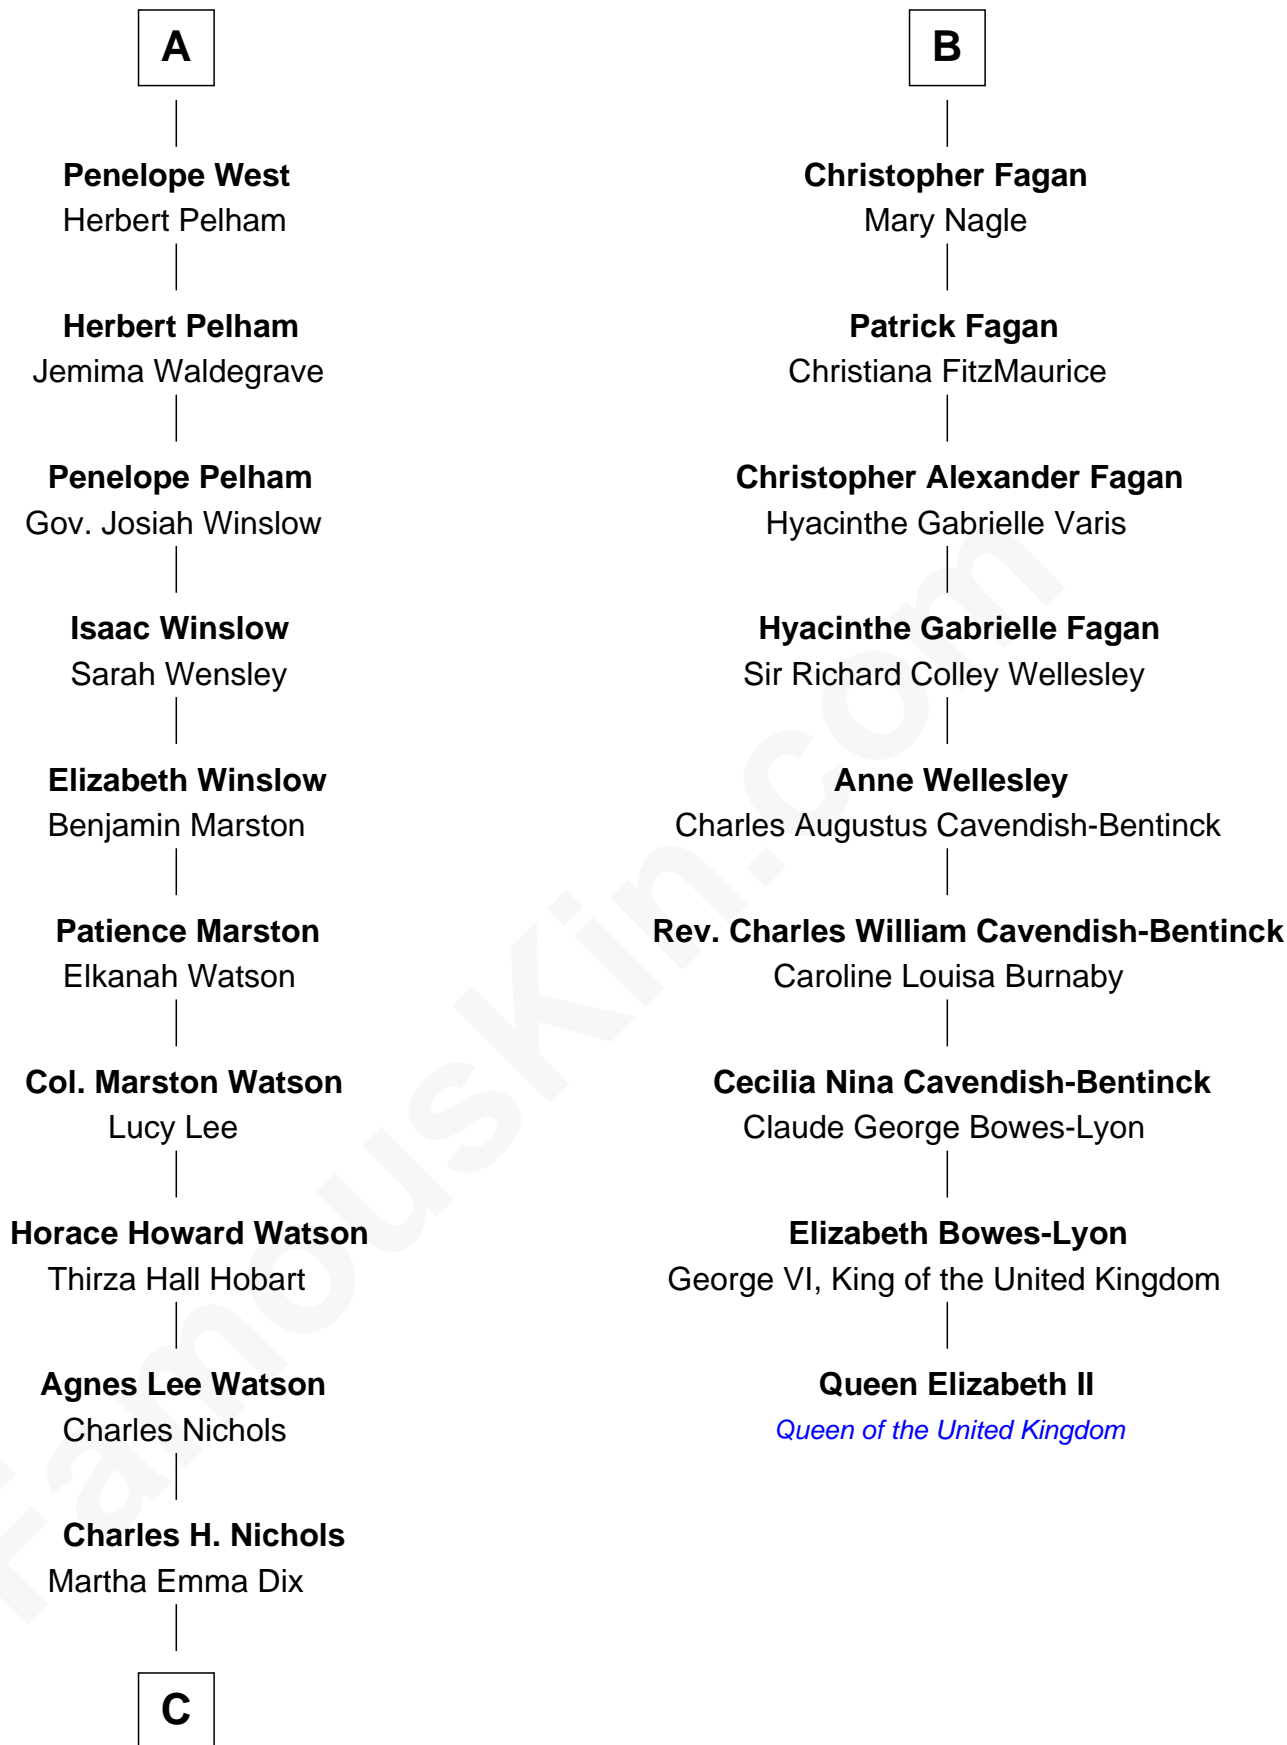 A
Penelope West
Herbert Pelham
Herbert Pelham
Jemima Waldegrave
Penelope Pelham
Gov. Josiah Winslow
Isaac Winslow
Sarah Wensley
Elizabeth Winslow
Benjamin Marston
Patience Marston
Elkanah Watson
Col. Marston Watson
Lucy Lee
Horace Howard Watson
Thirza Hall Hobart
Agnes Lee Watson
Charles Nichols
Charles H. Nichols
Martha Emma Dix
C
B
Christopher Fagan
Mary Nagle
Patrick Fagan
Christiana FitzMaurice
Christopher Alexander Fagan
Hyacinthe Gabrielle Varis
Hyacinthe Gabrielle Fagan
Sir Richard Colley Wellesley
Anne Wellesley
Charles Augustus Cavendish-Bentinck
Rev. Charles William Cavendish-Bentinck
Caroline Louisa Burnaby
Cecilia Nina Cavendish-Bentinck
Claude George Bowes-Lyon
Elizabeth Bowes-Lyon
George VI, King of the United Kingdom
Queen Elizabeth II
Queen of the United Kingdom
FamousKin.com